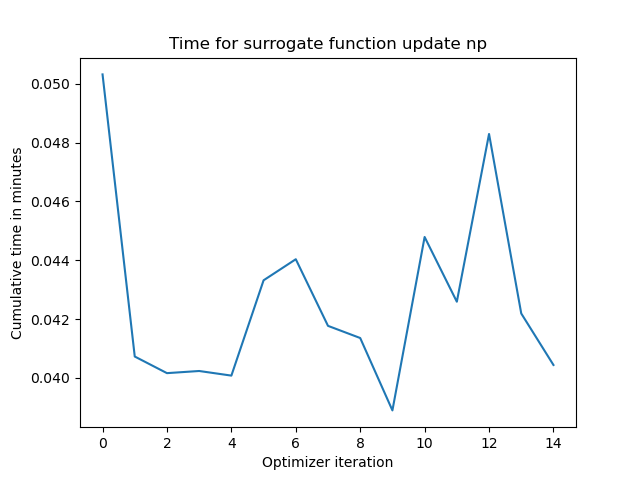 Time for surrogate function update np
Cumulative time in minutes
0.050
0.048
0.046
0.044
0.042
0.040
0 2 4 6 8 10 12 14
Optimizer iteration